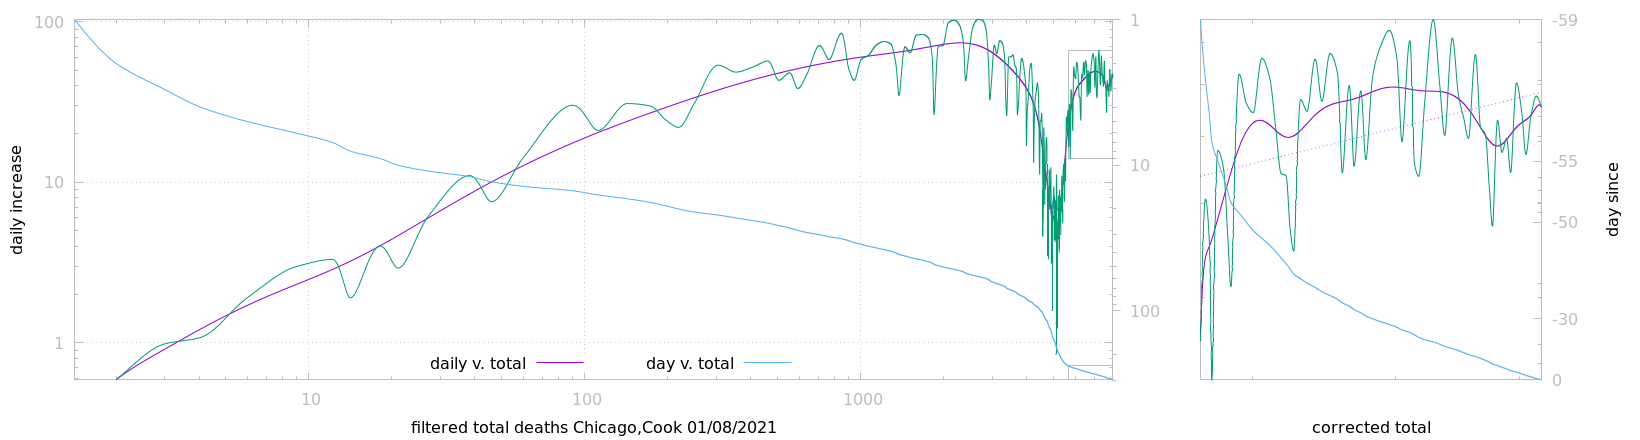 100
10
1
daily increase
10
100
1000
filtered total deaths Chicago,Cook 01/08/2021
daily v. total
day v. total
1
10
100
-59
-55
-50
-30
0
day since
corrected total